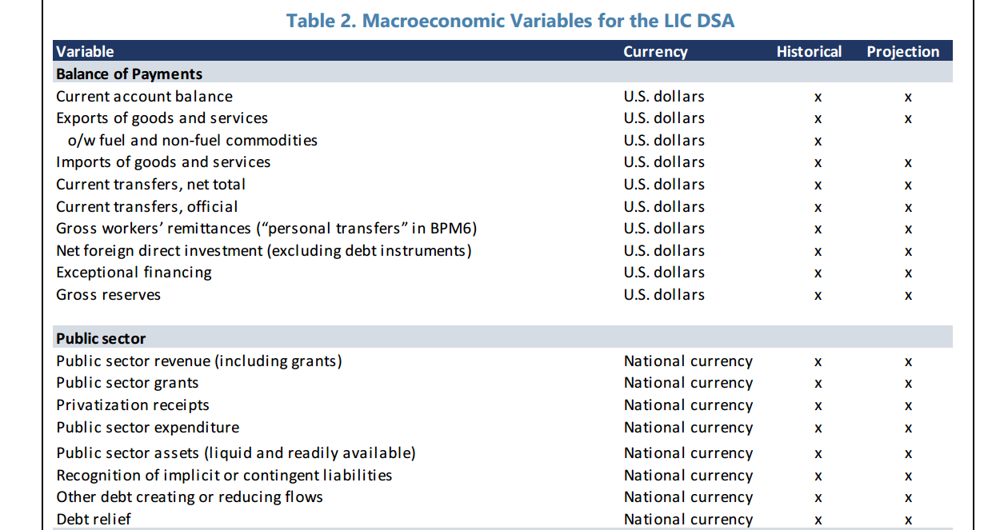 Table 2. Macroeconomic Variables for the LIC DSA
Variable Currency Historical Projection
Balance of Payments
Current account balance U.S. dollars x x
Exports of goods and services U.S. dollars x x
o/w fuel and non-fuel commodities U.S. dollars x
Imports of goods and services U.S. dollars x x
Current transfers, net total U.S. dollars x x
Current transfers, official U.S. dollars x x
Gross workers’ remittances (“personal transfers” in BPM6) U.S. dollars x x
Net foreign direct investment (excluding debt instruments) U.S. dollars x x
Exceptional financing U.S. dollars x x
Gross reserves U.S. dollars x x
Public sector
Public sector revenue (including grants) National currency x x
Public sector grants National currency x x
Privatization receipts National currency x x
Public sector expenditure National currency x x
Public sector assets (liquid and readily available) National currency x x
Recognition of implicit or contingent liabilities National currency x x
Other debt creating or reducing flows National currency x x
Debt relief National currency x x